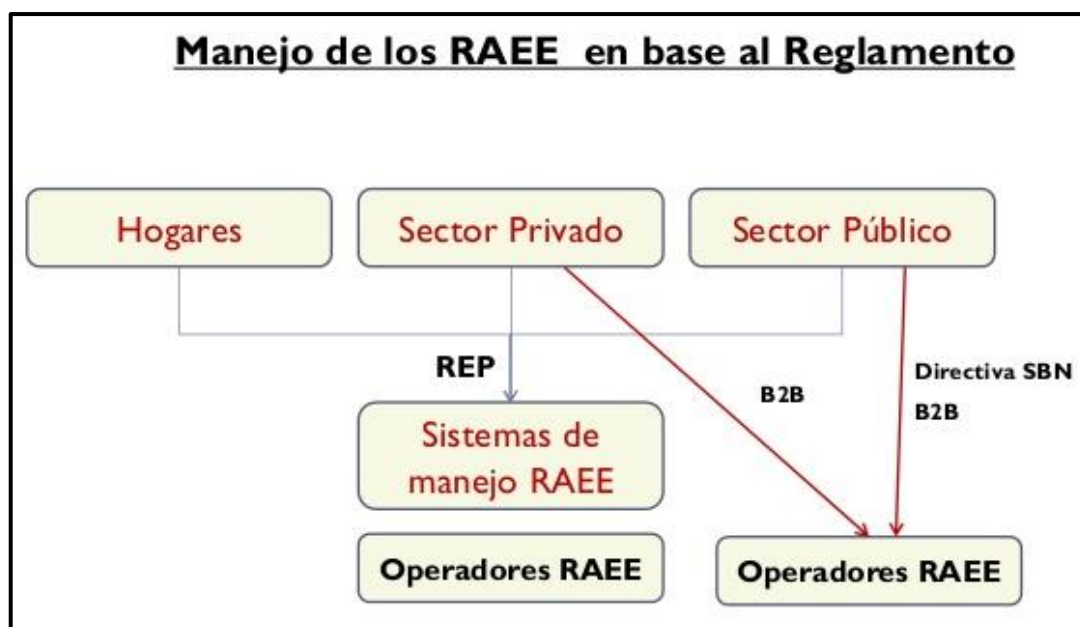 Manejo de los RAEE en base al Reglamento
Hogares
Sector Privado
Sector Público
REP
B2B
Directiva SBN
B2B
Sistemas de
manejo RAEE
Operadores RAEE
Operadores RAEE